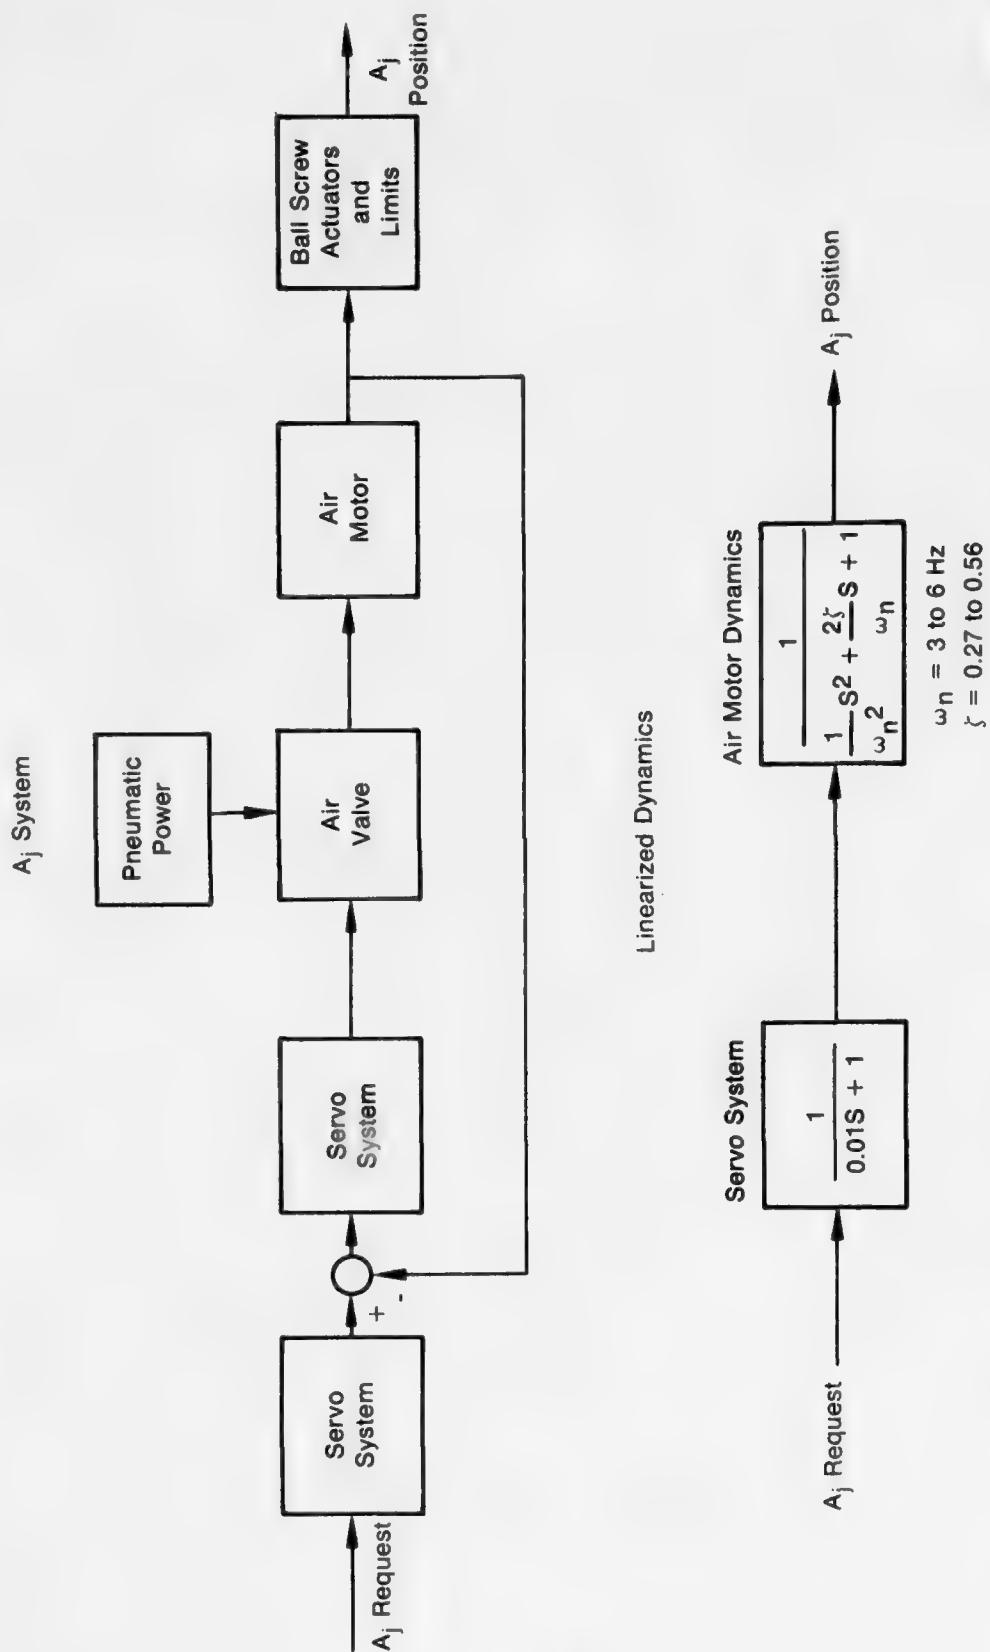 Aj System
Pneumatic
Power
Aj Request
Servo
System
+
-
Servo
System
Air
Valve
Air
Motor
Ball Screw
Actuators
and
Limits
Aj
Position
Linearized Dynamics
Servo System
Air Motor Dynamics
Aj Request
1
0.01S + 1
1
1/ωn² S² + 2ζ/ωn S + 1
Aj Position
ωn = 3 to 6 Hz
ζ = 0.27 to 0.56